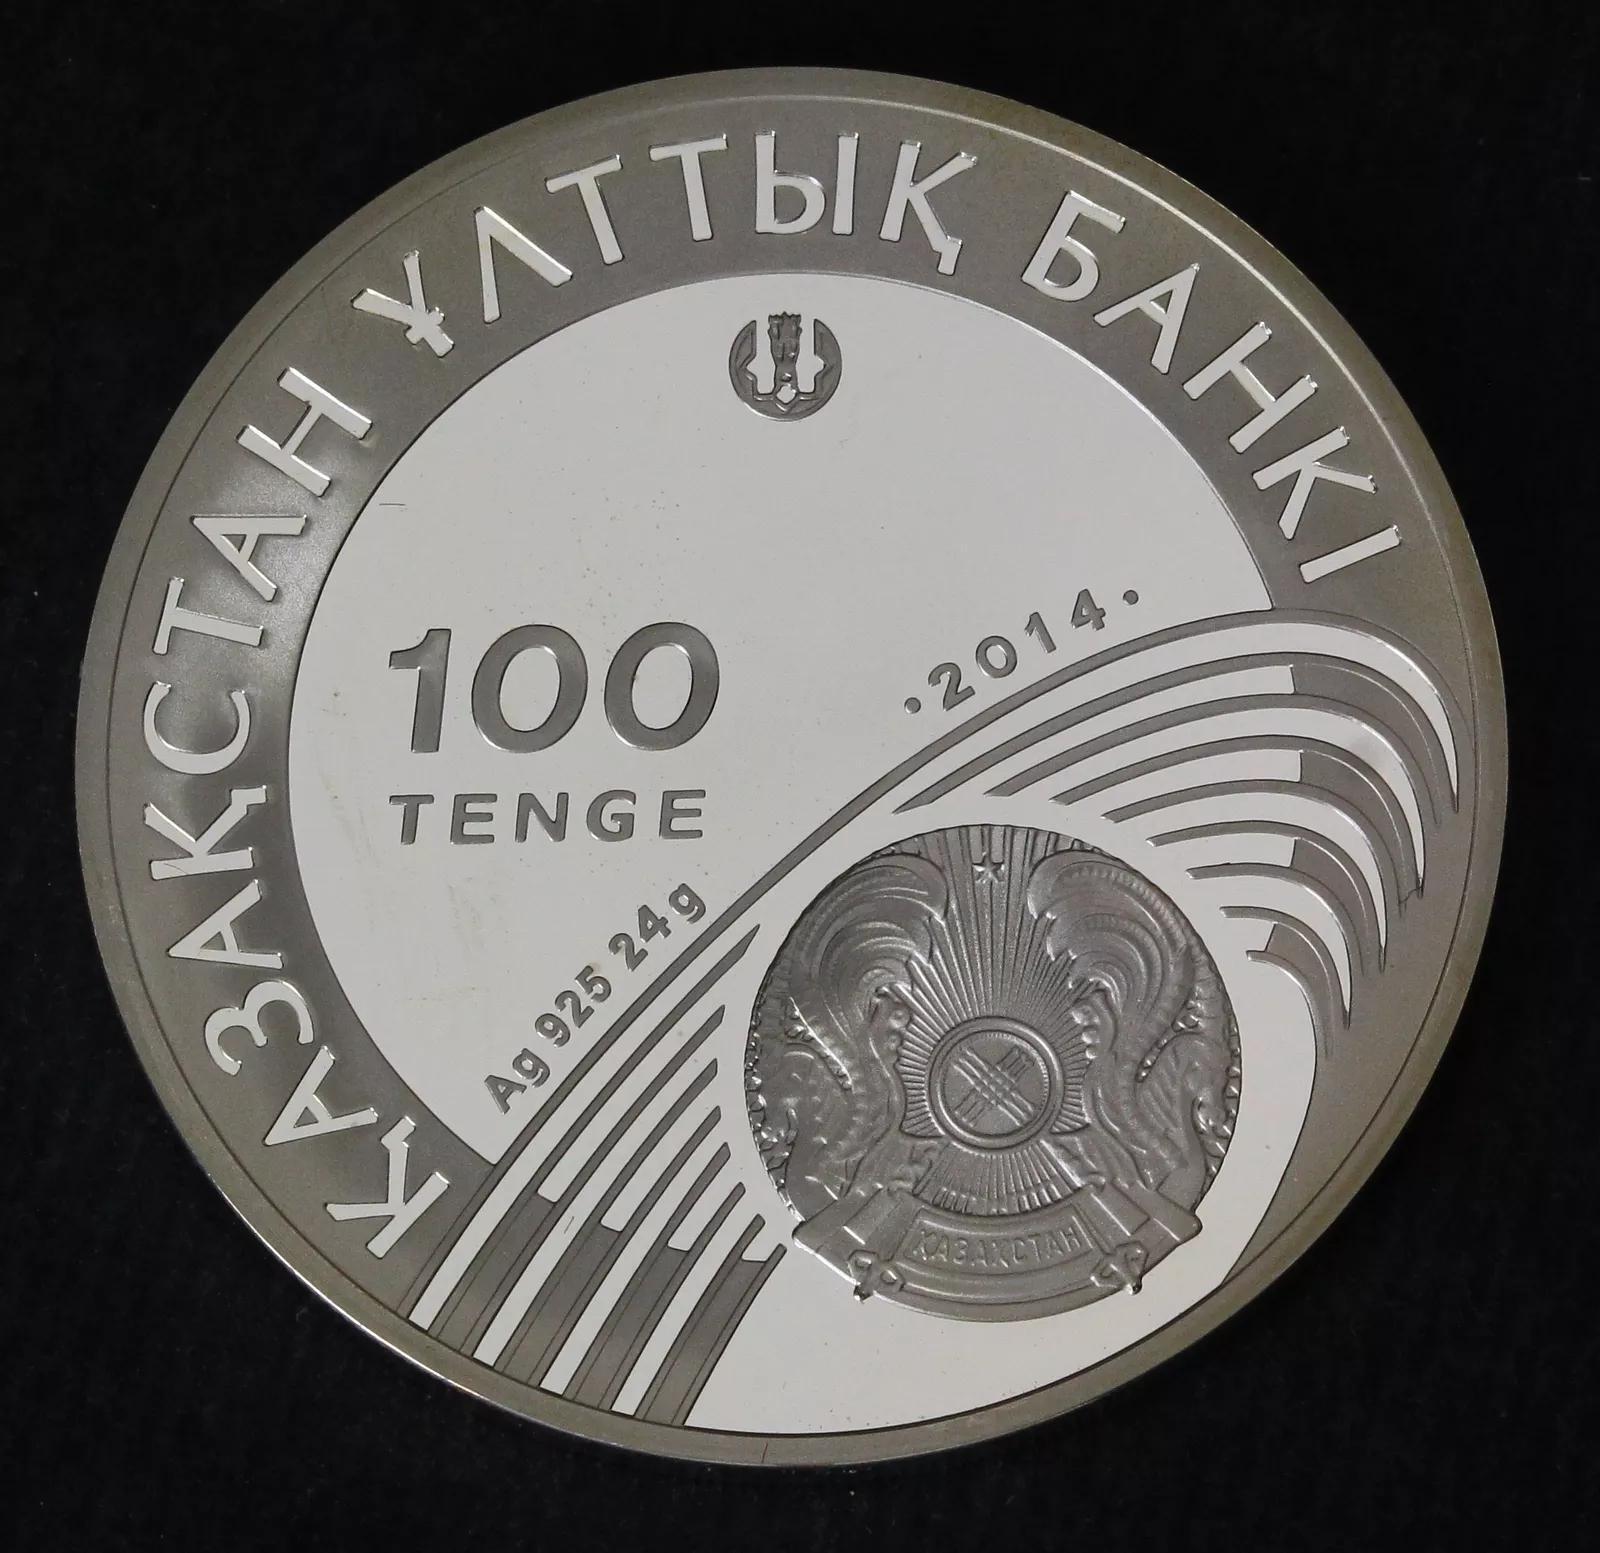 ҚАЗАҚСТАН ҰЛТТЫҚ БАНКІ
100
TENGE
•2014•
Ag 925 24g
ҚАЗАҚСТАН